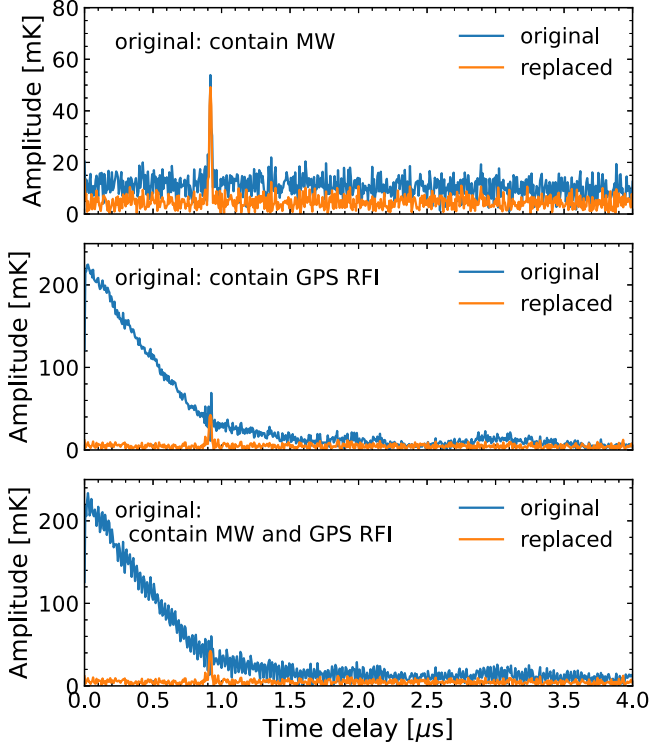 80
original: contain MW
original
60
replaced
40
20
0
Amplitude [mK]
original: contain GPS RFI
original
200
replaced
100
0
Amplitude [mK]
original:
contain MW and GPS RFI
original
200
replaced
100
0
Amplitude [mK]
0.0 0.5 1.0 1.5 2.0 2.5 3.0 3.5 4.0
Time delay [μs]